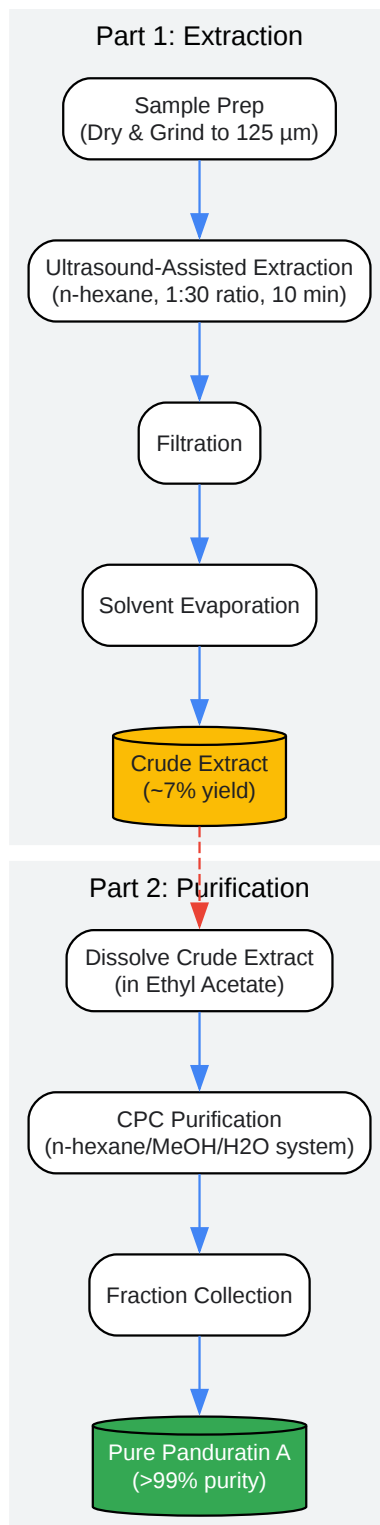 Part 1: Extraction
Sample Prep
(Dry & Grind to 125 µm)
Ultrasound-Assisted Extraction
(n-hexane, 1:30 ratio, 10 min)
Filtration
Solvent Evaporation
Crude Extract
(~7% yield)
Part 2: Purification
Dissolve Crude Extract
(in Ethyl Acetate)
CPC Purification
(n-hexane/MeOH/H2O system)
Fraction Collection
Pure Panduratin A
(>99% purity)